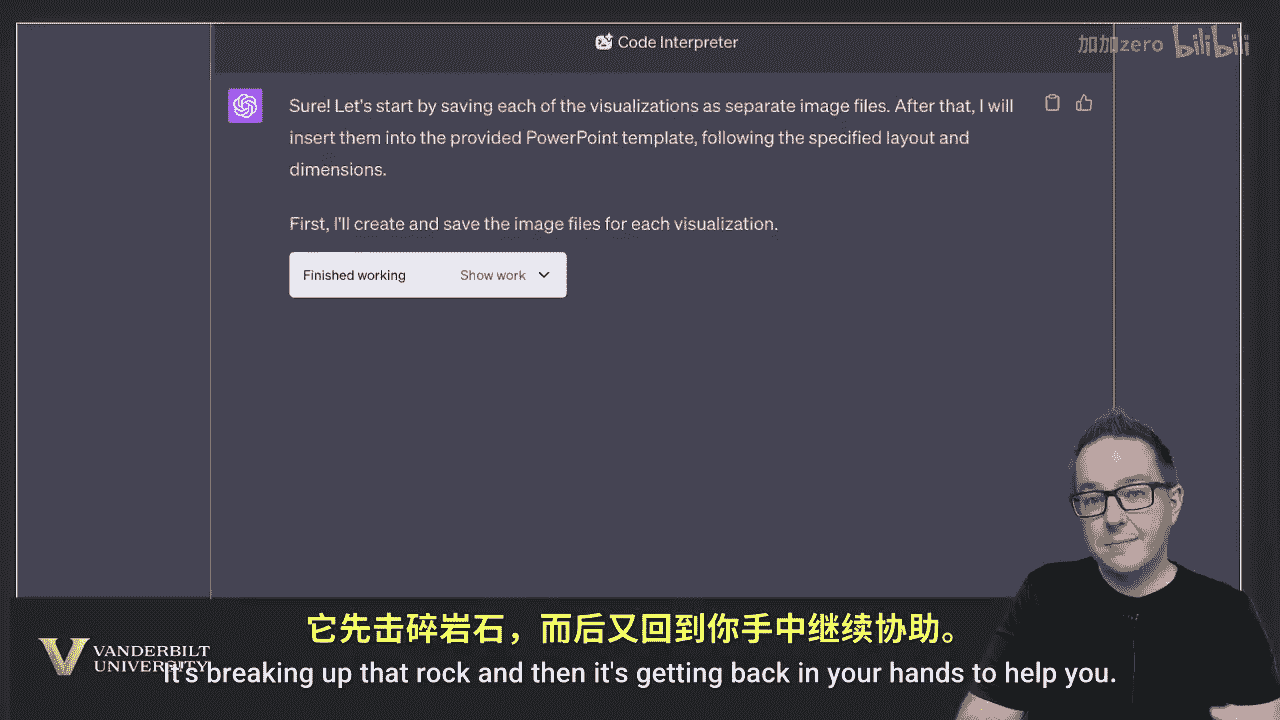 Code Interpreter
加加zero bilibili
Sure! Let's start by saving each of the visualizations as separate image files. After that, I will
insert them into the provided PowerPoint template, following the specified layout and
dimensions.
First, I'll create and save the image files for each visualization.
Finished working Show work
它先击碎岩石，而后又回到你手中继续协助。
VANDERBILT
UNIVERSITY
It's breaking up that rock and then it's getting back in your hands to help you.